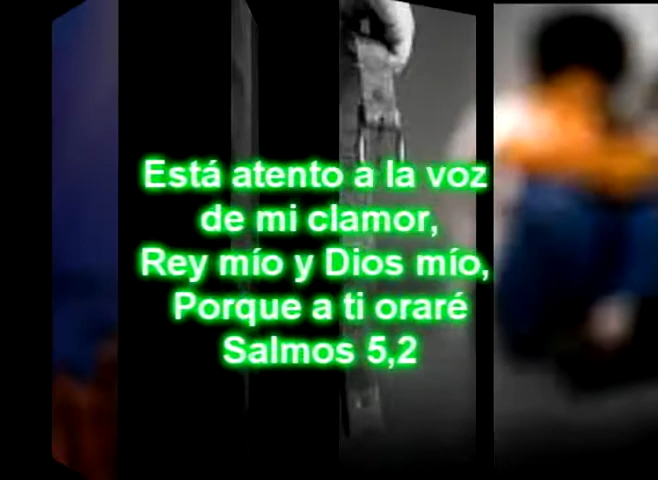 Está atento a la voz
de mi clamor,
Rey mío y Dios mío,
Porque a ti oraré
Salmos 5,2